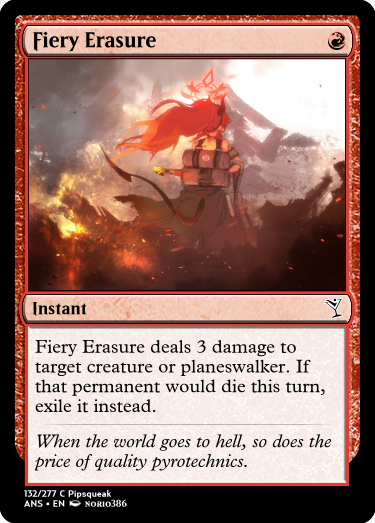 Fiery Erasure
Instant
Fiery Erasure deals 3 damage to
target creature or planeswalker. If
that permanent would die this turn,
exile it instead.
When the world goes to hell, so does the
price of quality pyrotechnics.
132/277 C Pipsqueak
ANS • EN NORIO386